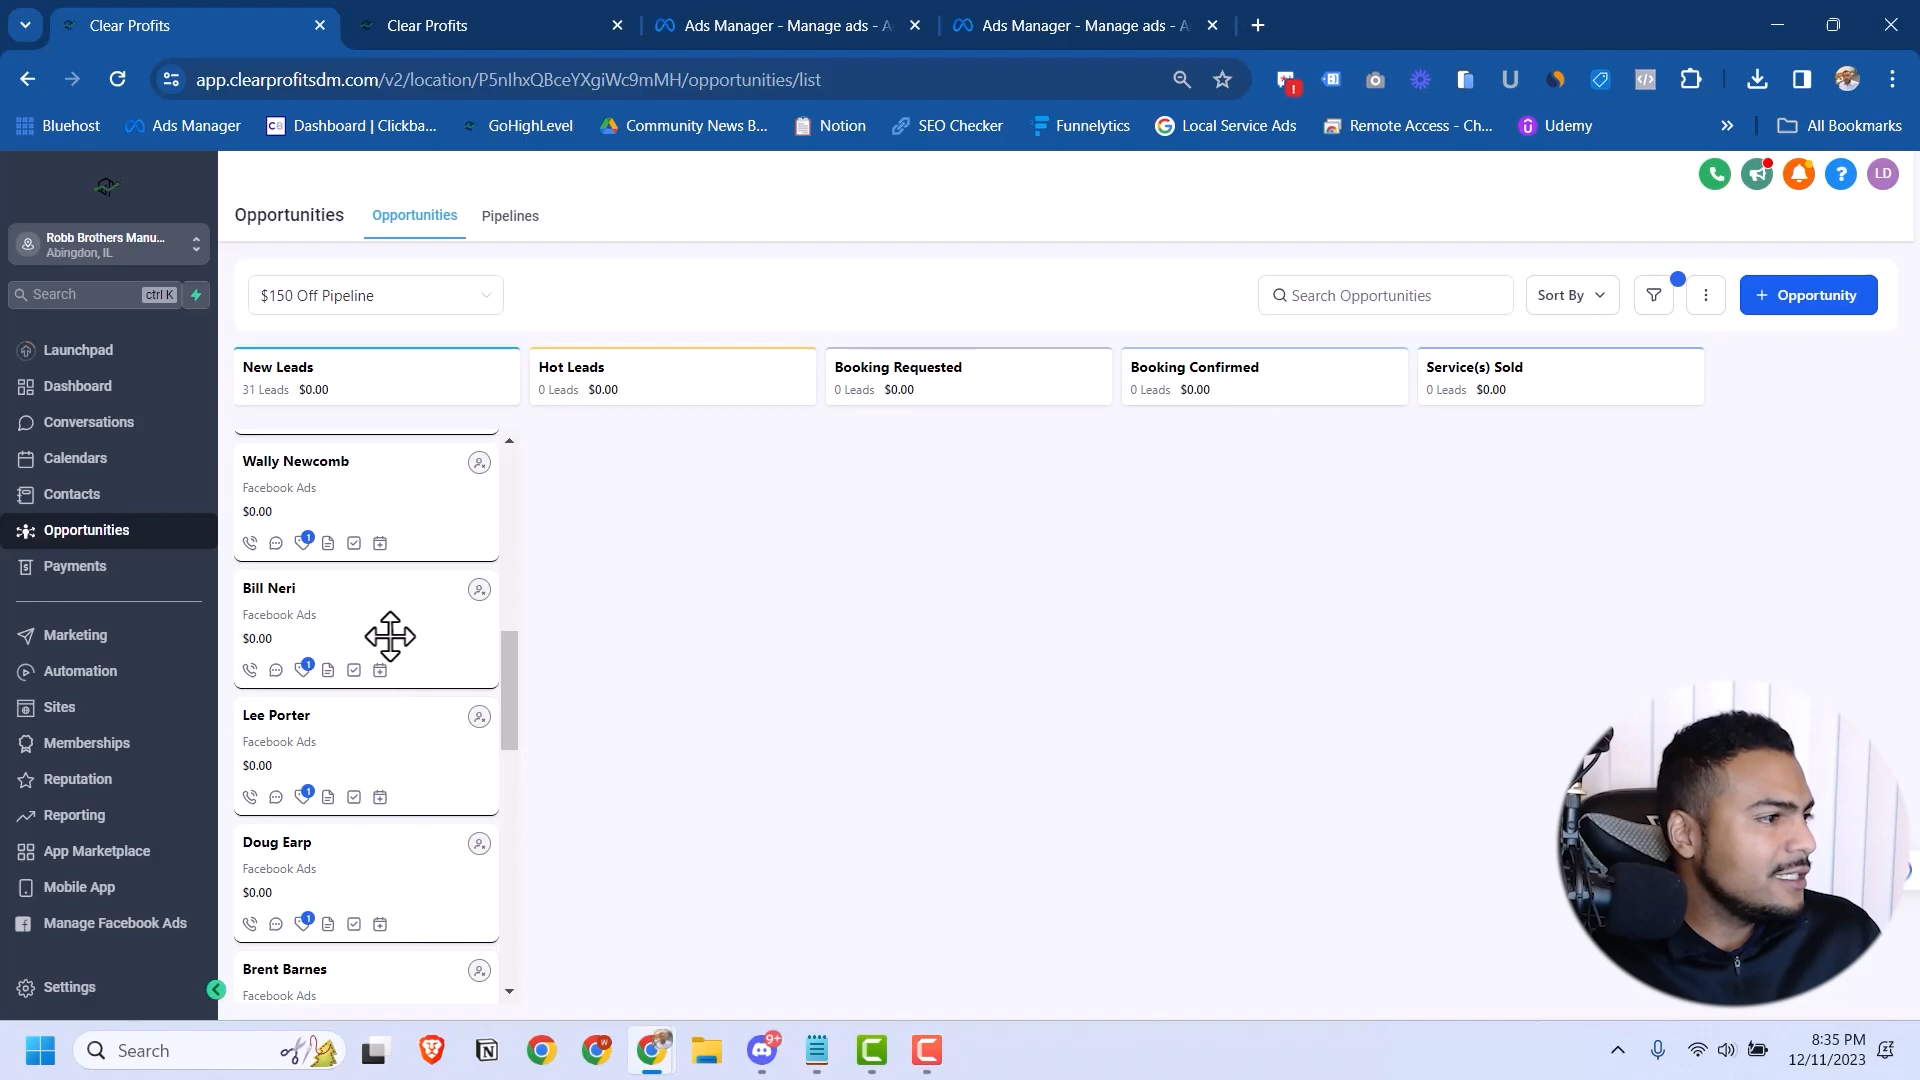 Clear Profits
Clear Profits
Ads Manager - Manage ads - A
Ads Manager - Manage ads - A
app.clearprofitsdm.com/v2/location/P5nIhxQBceYXgiWc9mMH/opportunities/list
Bluehost
Ads Manager
Dashboard | Clickba...
GoHighLevel
Community News B...
Notion
SEO Checker
Funnelytics
Local Service Ads
Remote Access - Ch...
Udemy
All Bookmarks
Robb Brothers Manu...
Abingdon, IL
Search
ctrl K
Launchpad
Dashboard
Conversations
Calendars
Contacts
Opportunities
Payments
Marketing
Automation
Sites
Memberships
Reputation
Reporting
App Marketplace
Mobile App
Manage Facebook Ads
Settings
LD
Opportunities
Opportunities
Pipelines
$150 Off Pipeline
Search Opportunities
Sort By
+ Opportunity
New Leads
31 Leads $0.00
Hot Leads
0 Leads $0.00
Booking Requested
0 Leads $0.00
Booking Confirmed
0 Leads $0.00
Service(s) Sold
0 Leads $0.00
Wally Newcomb
Facebook Ads
$0.00
1
Bill Neri
Facebook Ads
$0.00
1
Lee Porter
Facebook Ads
$0.00
1
Doug Earp
Facebook Ads
$0.00
1
Brent Barnes
Facebook Ads
Search
9+
8:35 PM
12/11/2023